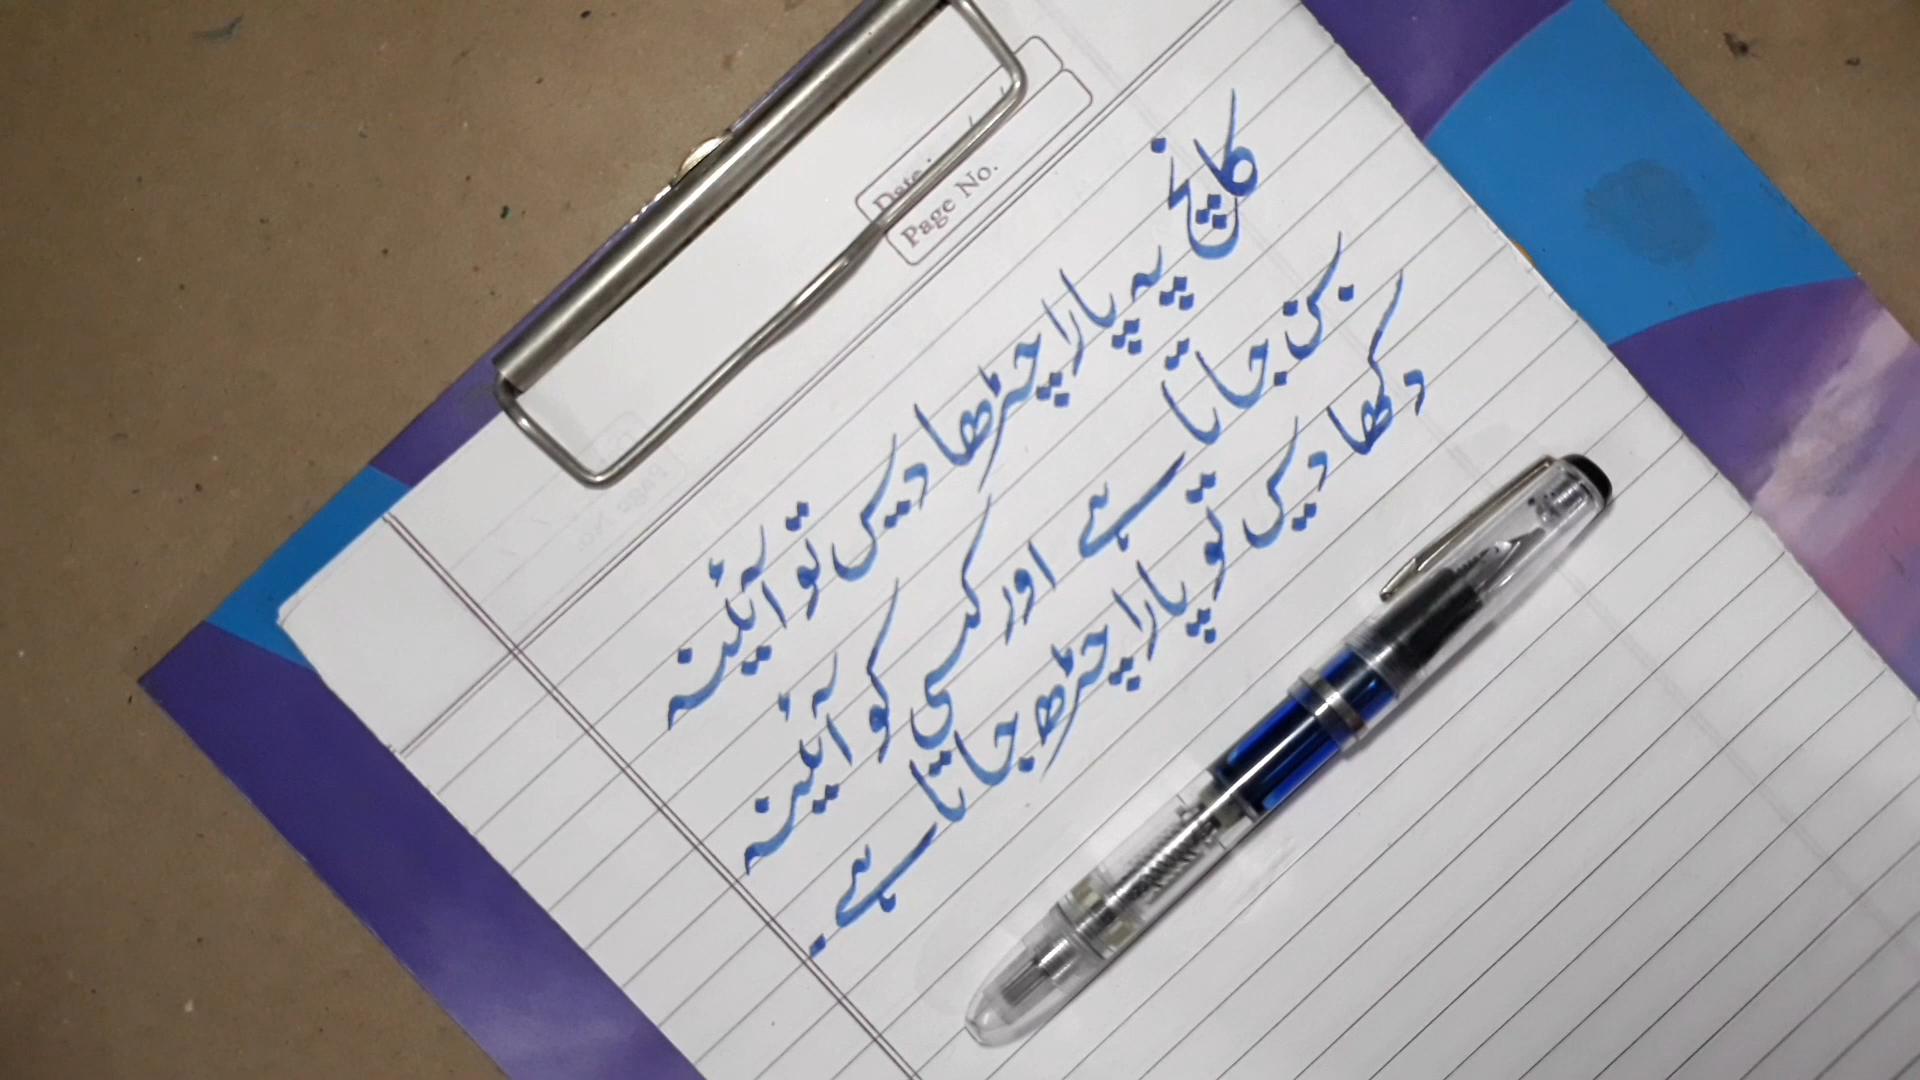 Date
Page No.
کانچ پہ پارا چڑھا دیں تو آئینہ
بن جاتا ہے اور کسی کو آئینہ
دکھا دیں تو پارا چڑھ جاتا ہے۔